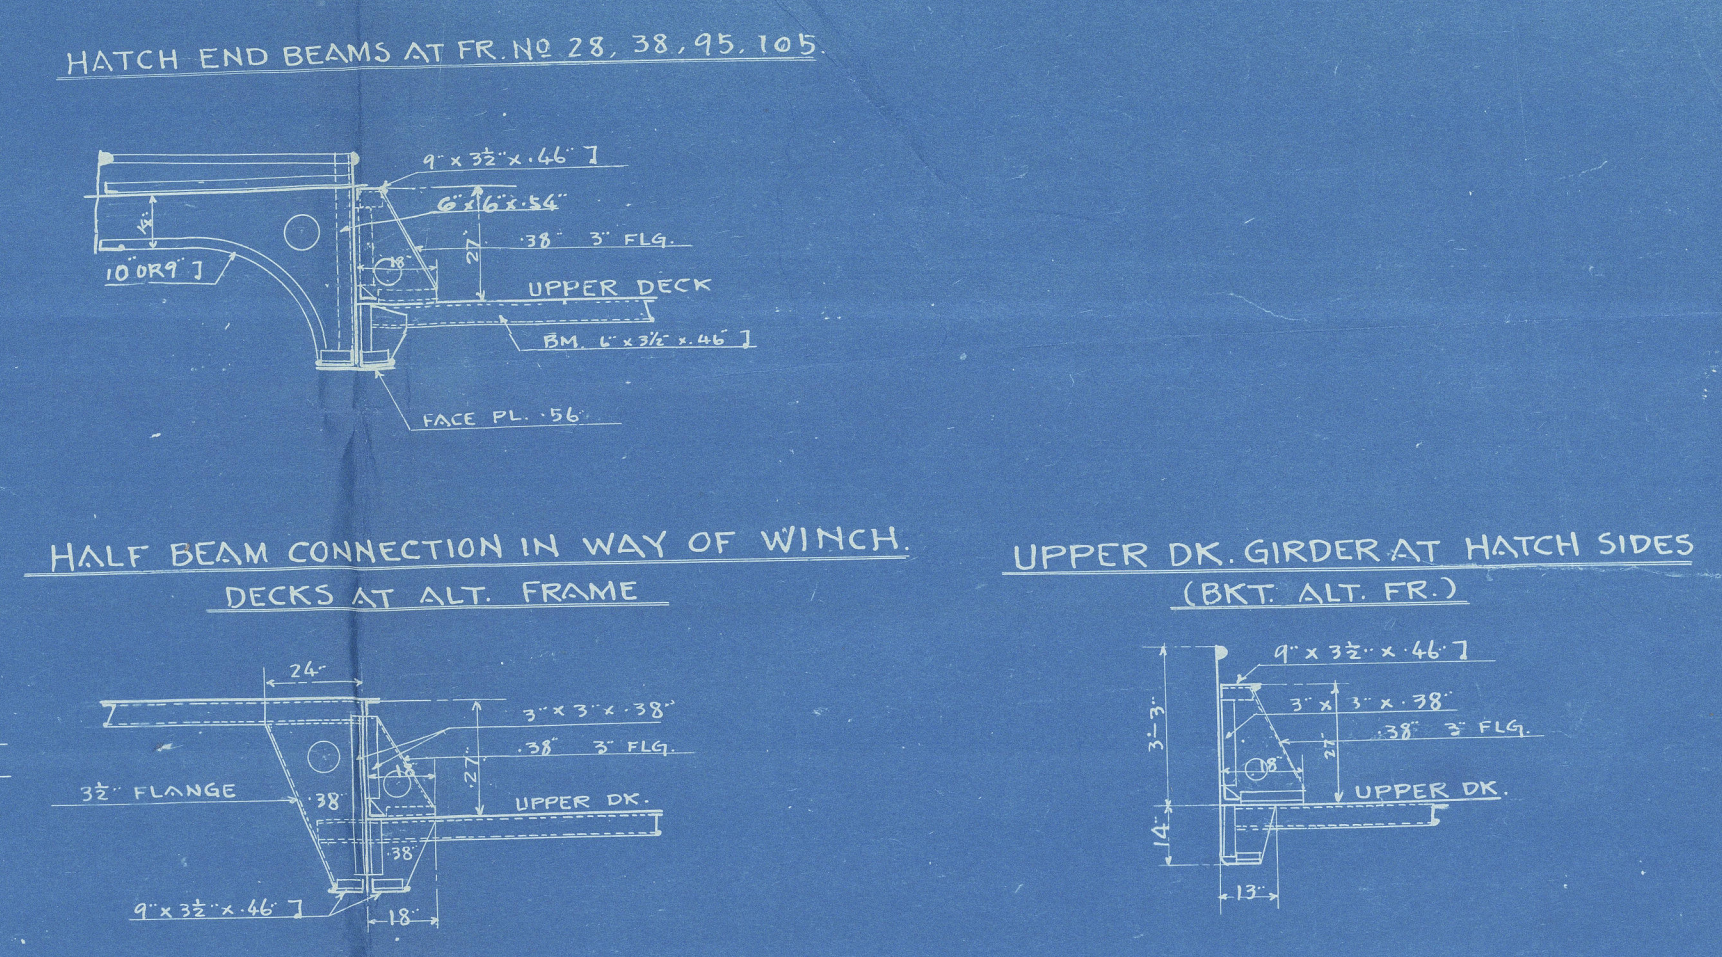 HATCH END BEAMS AT FR. Nº 28, 38, 95, 105.
9" x 3½" x .46" ]
6" x 6" x .54"
.38" 3" FLG.
18"
27"
10" OR 9" ]
UPPER DECK
BM. 6" x 3½" x .46" ]
FACE PL. .56"
HALF BEAM CONNECTION IN WAY OF WINCH.
DECKS AT ALT. FRAME
24"
3" x 3" x .38"
.38" 3" FLG.
18"
27"
3½" FLANGE
.38"
UPPER DK.
.38"
9" x 3½" x .46" ]
18"
UPPER DK. GIRDER AT HATCH SIDES
(BKT. ALT. FR.)
9" x 3½" x .46" ]
3" x 3" x .38
.38" 3" FLG.
3'-3"
27"
18"
UPPER DK.
14"
13"